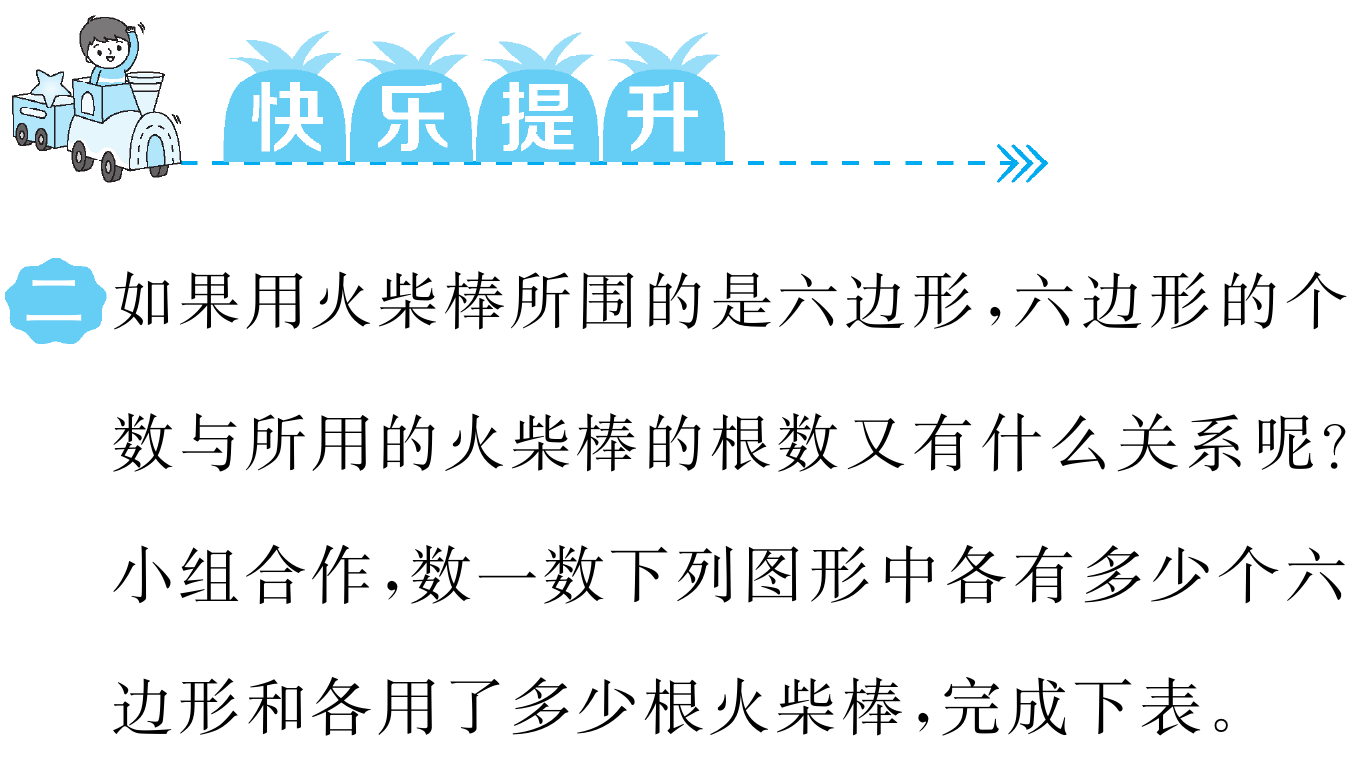 快乐提升
二 如果用火柴棒所围的是六边形,六边形的个
数与所用的火柴棒的根数又有什么关系呢?
小组合作,数一数下列图形中各有多少个六
边形和各用了多少根火柴棒,完成下表。